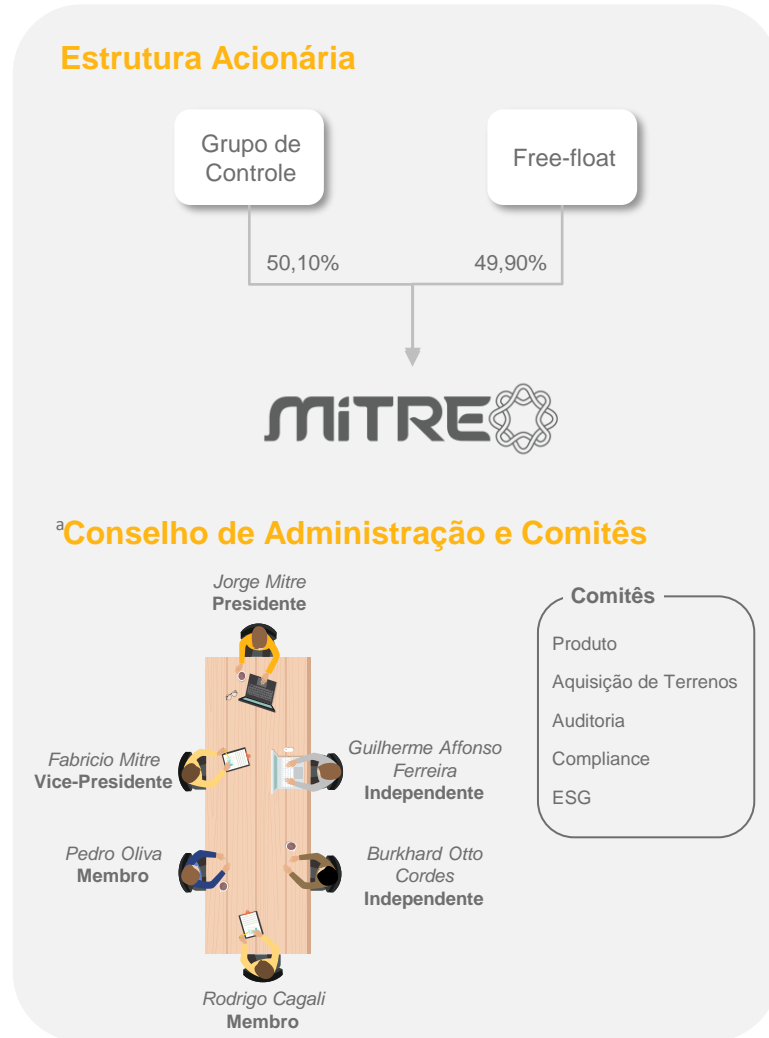 Estrutura Acionária
Grupo de
Controle
Free-float
50,10%
49,90%
MiTRE
a
Conselho de Administração e Comitês
Jorge Mitre
Presidente
Fabricio Mitre
Vice-Presidente
Guilherme Affonso
Ferreira
Independente
Pedro Oliva
Membro
Burkhard Otto
Cordes
Independente
Rodrigo Cagali
Membro
Comitês
Produto
Aquisição de Terrenos
Auditoria
Compliance
ESG